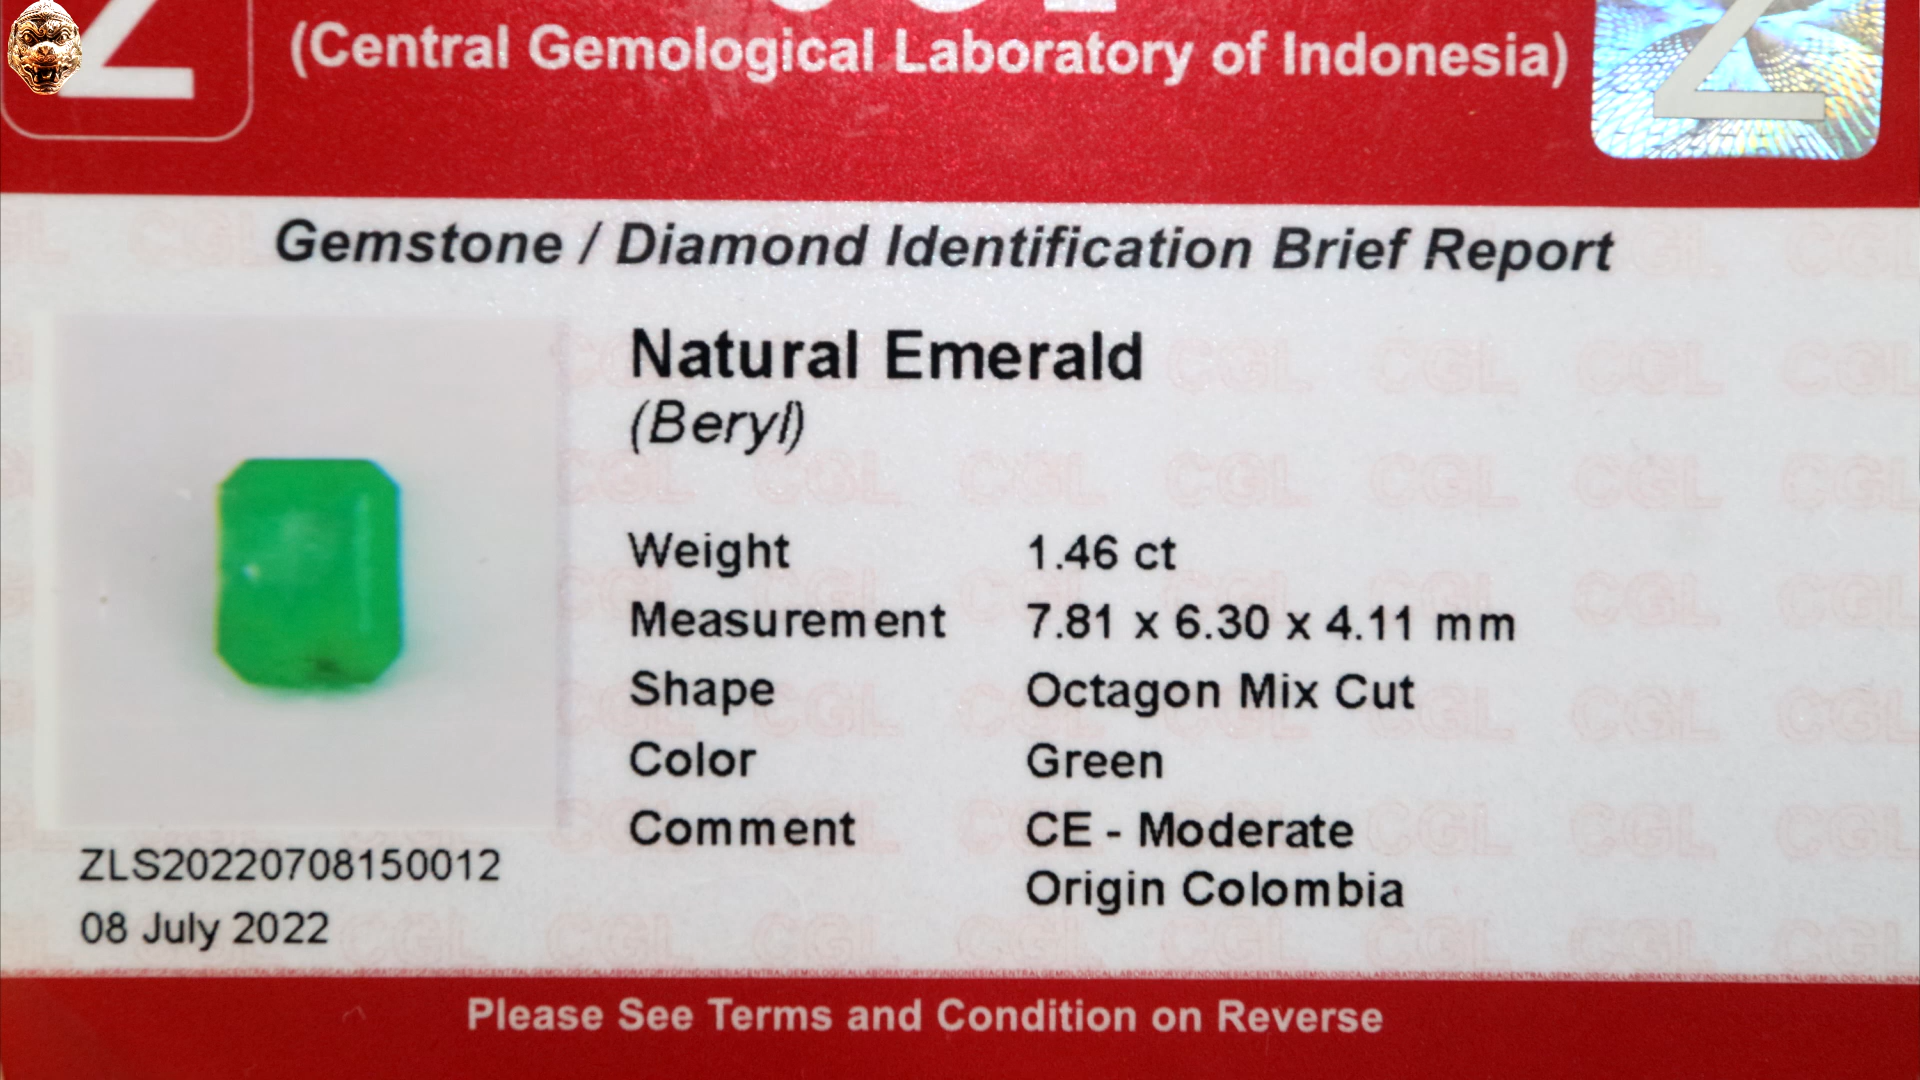 Z
(Central Gemological Laboratory of Indonesia)
Z
Gemstone / Diamond Identification Brief Report
Natural Emerald
(Beryl)
Weight 1.46 ct
Measurement 7.81 x 6.30 x 4.11 mm
Shape Octagon Mix Cut
Color Green
Comment CE - Moderate
Origin Colombia
ZLS20220708150012
08 July 2022
Please See Terms and Condition on Reverse